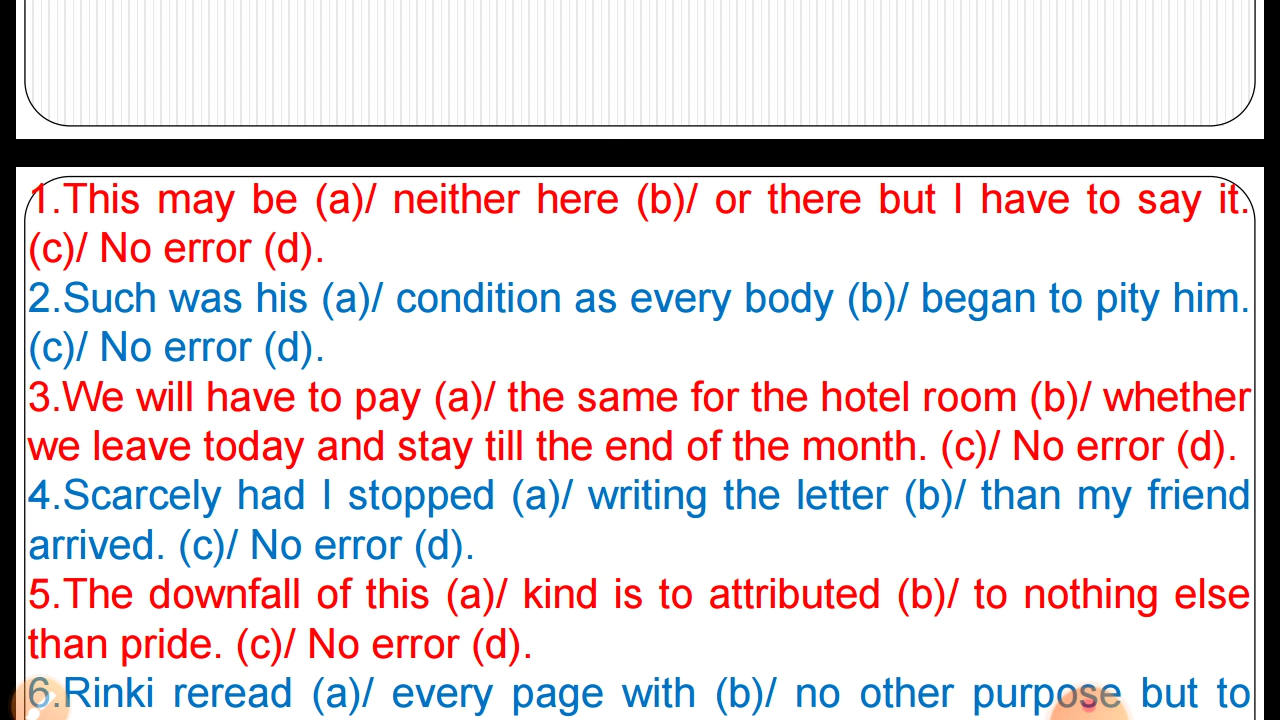 1.This may be (a)/ neither here (b)/ or there but I have to say it.
(c)/ No error (d).
2.Such was his (a)/ condition as every body (b)/ began to pity him.
(c)/ No error (d).
3.We will have to pay (a)/ the same for the hotel room (b)/ whether
we leave today and stay till the end of the month. (c)/ No error (d).
4.Scarcely had I stopped (a)/ writing the letter (b)/ than my friend
arrived. (c)/ No error (d).
5.The downfall of this (a)/ kind is to attributed (b)/ to nothing else
than pride. (c)/ No error (d).
6.Rinki reread (a)/ every page with (b)/ no other purpose but to